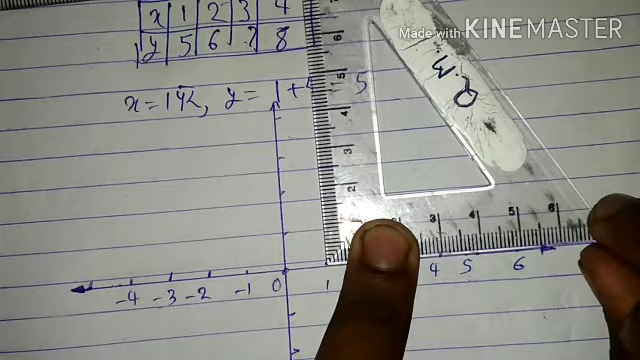 Made with KINEMASTER
x 1 2 3 4
y 5 6 7 8
y = 1 + 4 5
-4 -3 -2 -1 0 1 4 5 6